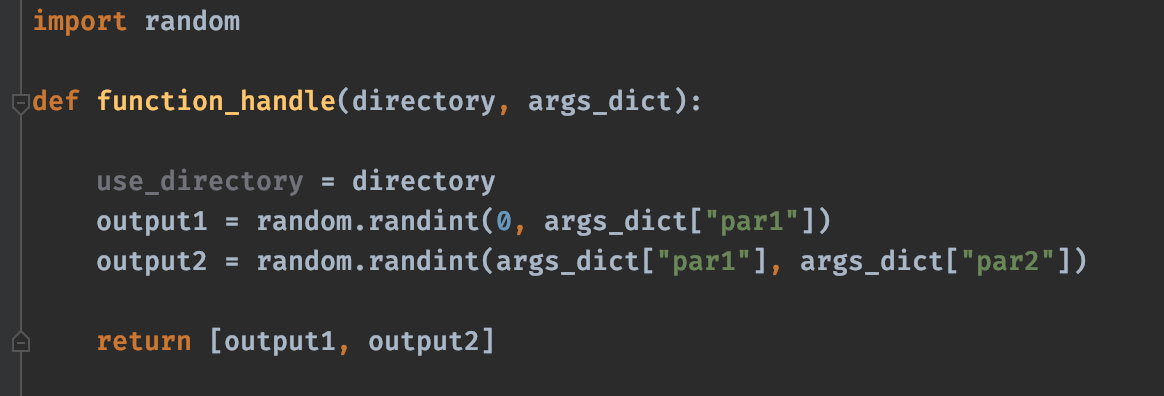 import random
def function_handle(directory, args_dict):
use_directory = directory
output1 = random.randint(0, args_dict["par1"])
output2 = random.randint(args_dict["par1"], args_dict["par2"])
return [output1, output2]